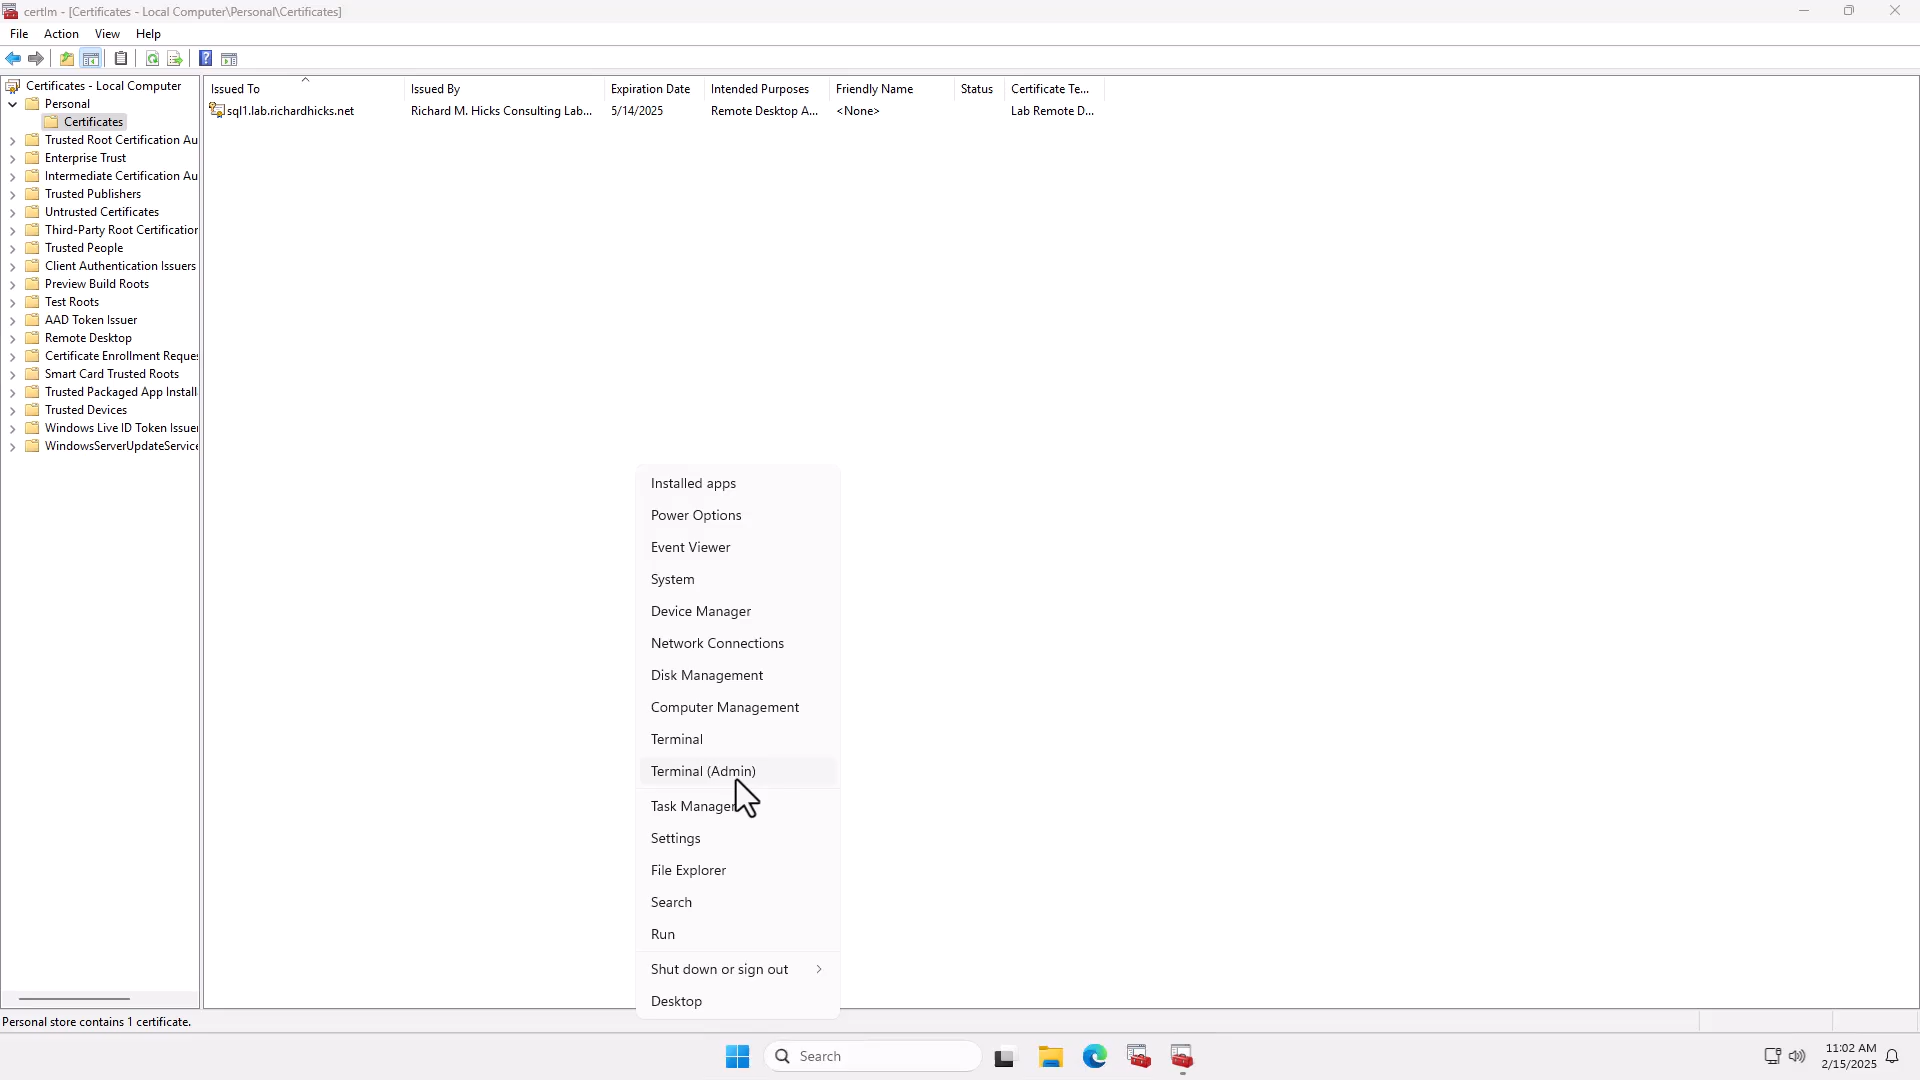 certlm - [Certificates - Local Computer\Personal\Certificates]
File Action View Help
Certificates - Local Computer
Personal
Certificates
Trusted Root Certification Au
Enterprise Trust
Intermediate Certification Au
Trusted Publishers
Untrusted Certificates
Third-Party Root Certification
Trusted People
Client Authentication Issuers
Preview Build Roots
Test Roots
AAD Token Issuer
Remote Desktop
Certificate Enrollment Reques
Smart Card Trusted Roots
Trusted Packaged App Install
Trusted Devices
Windows Live ID Token Issuer
WindowsServerUpdateService
Issued To Issued By Expiration Date Intended Purposes Friendly Name Status Certificate Te...
sql1.lab.richardhicks.net Richard M. Hicks Consulting Lab... 5/14/2025 Remote Desktop A... <None> Lab Remote D...
Installed apps
Power Options
Event Viewer
System
Device Manager
Network Connections
Disk Management
Computer Management
Terminal
Terminal (Admin)
Task Manager
Settings
File Explorer
Search
Run
Shut down or sign out
Desktop
Personal store contains 1 certificate.
Search
11:02 AM
2/15/2025